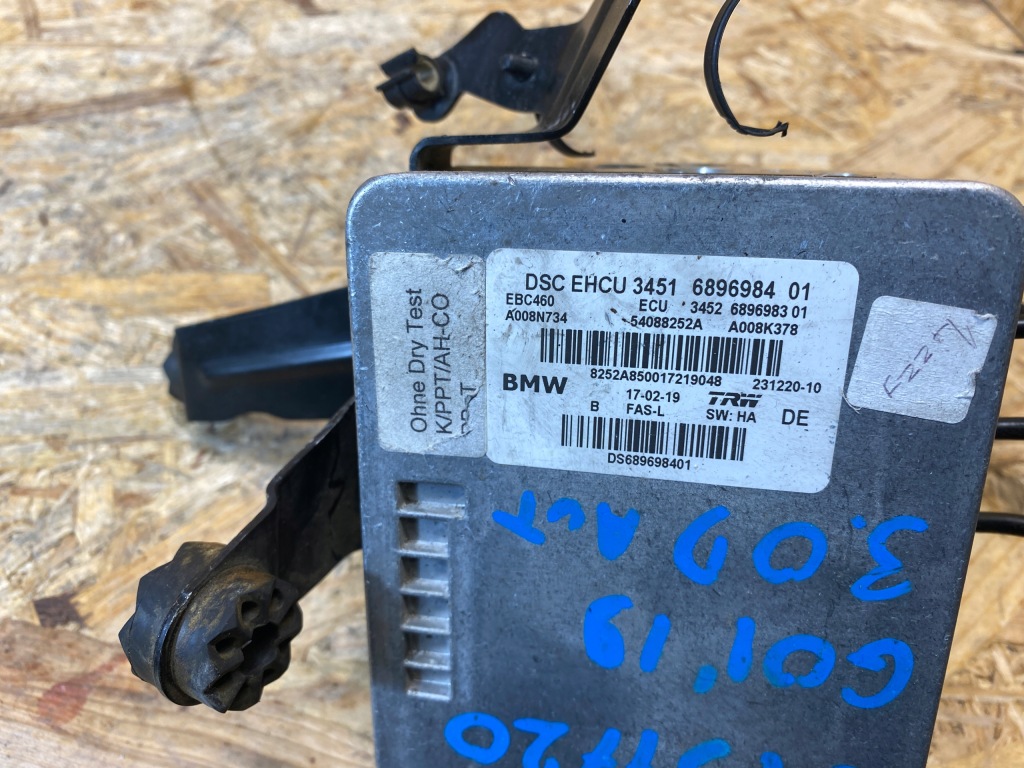 Ohne Dry Test
K/PPT/AH-CO
DSC EHCU 3451 6896984 01
EBC460 ECU 3452 6896983 01
A008N734 54088252A A008K378
8252A850017219048 231220-10
BMW 17-02-19 TRW
B FAS-L SW: HA DE
DS689698401
3.0D AUT
G01'19